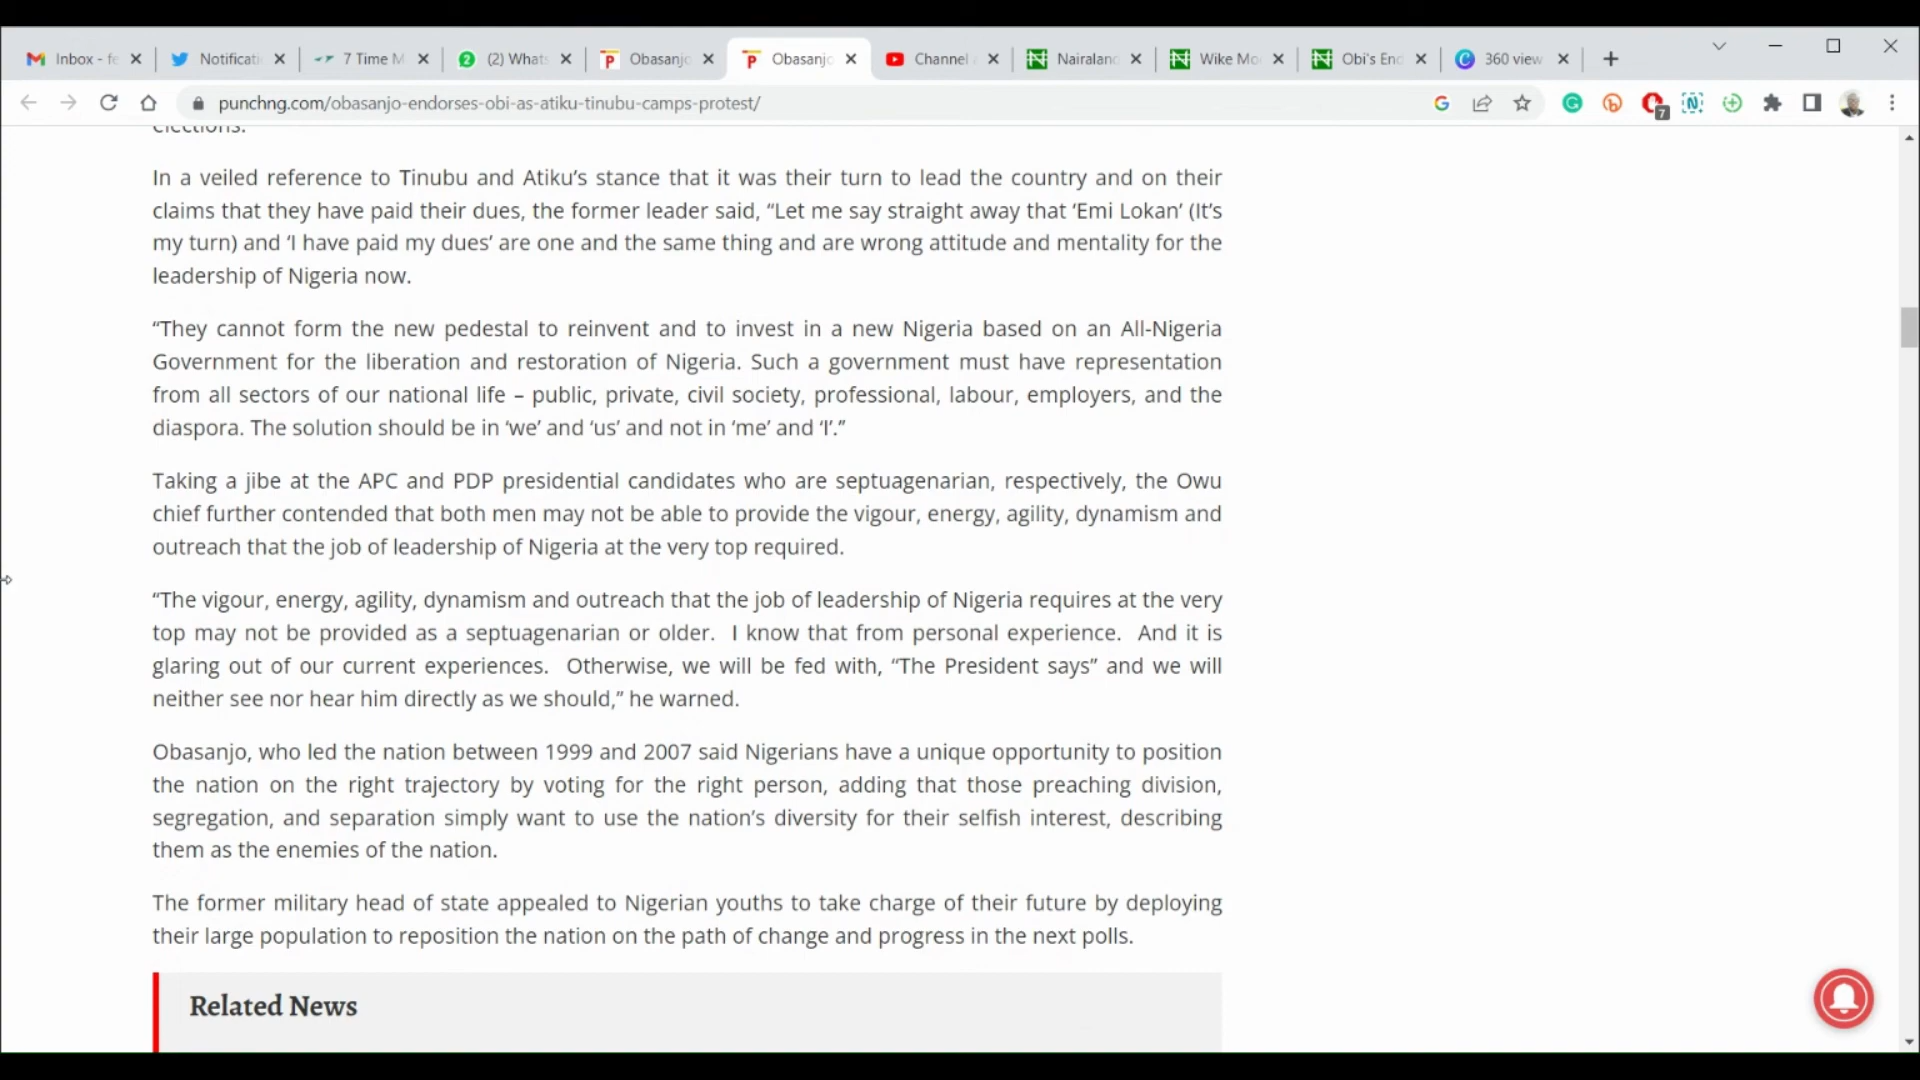 Inbox - fe
Notificati
7 Time M
2
(2) Whats
Obasanjo
Obasanjo
Channel
Nairaland
Wike Mo
Obi's End
360 view
punchng.com/obasanjo-endorses-obi-as-atiku-tinubu-camps-protest/
7
elections.
In a veiled reference to Tinubu and Atiku’s stance that it was their turn to lead the country and on their
claims that they have paid their dues, the former leader said, “Let me say straight away that ‘Emi Lokan’ (It’s
my turn) and ‘I have paid my dues’ are one and the same thing and are wrong attitude and mentality for the
leadership of Nigeria now.
“They cannot form the new pedestal to reinvent and to invest in a new Nigeria based on an All-Nigeria
Government for the liberation and restoration of Nigeria. Such a government must have representation
from all sectors of our national life – public, private, civil society, professional, labour, employers, and the
diaspora. The solution should be in ‘we’ and ‘us’ and not in ‘me’ and ‘I’.”
Taking a jibe at the APC and PDP presidential candidates who are septuagenarian, respectively, the Owu
chief further contended that both men may not be able to provide the vigour, energy, agility, dynamism and
outreach that the job of leadership of Nigeria at the very top required.
“The vigour, energy, agility, dynamism and outreach that the job of leadership of Nigeria requires at the very
top may not be provided as a septuagenarian or older.  I know that from personal experience.  And it is
glaring out of our current experiences.  Otherwise, we will be fed with, “The President says” and we will
neither see nor hear him directly as we should,” he warned.
Obasanjo, who led the nation between 1999 and 2007 said Nigerians have a unique opportunity to position
the nation on the right trajectory by voting for the right person, adding that those preaching division,
segregation, and separation simply want to use the nation’s diversity for their selfish interest, describing
them as the enemies of the nation.
The former military head of state appealed to Nigerian youths to take charge of their future by deploying
their large population to reposition the nation on the path of change and progress in the next polls.
Related News